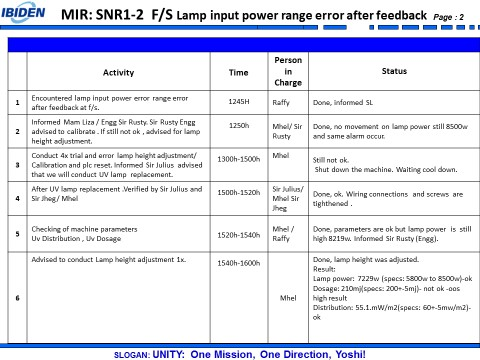 IBIDEN
MIR: SNR1-2 F/S Lamp input power range error after feedback Page : 2
Activity
Time
Person
in
Charge
Status
1
Encountered lamp input power error range error
after feedback at f/s.
1245H
Raffy
Done, informed SL
2
Informed Mam Liza / Engg Sir Rusty. Sir Rusty Engg
advised to calibrate . If still not ok , advised for lamp
height adjustment.
1250h
Mhel/ Sir
Rusty
Done, no movement on lamp power still 8500w
and same alarm occur.
3
Conduct 4x trial and error lamp height adjustment/
Calibration and plc reset. Informed Sir Julius advised
that we will conduct UV lamp replacement.
1300h-1500h
Mhel
Still not ok.
Shut down the machine. Waiting cool down.
4
After UV lamp replacement .Verified by Sir Julius and
Sir Jheg/ Mhel
1500h-1520h
Sir Julius/
Mhel Sir
Jheg
Done, ok. Wiring connections and screws are
tighthened .
5
Checking of machine parameters
Uv Distribution , Uv Dosage
1520h-1540h
Mhel /
Raffy
Done, parameters are ok but lamp power is still
high 8219w. Informed Sir Rusty (Engg).
6
Advised to conduct Lamp height adjustment 1x.
1540h-1600h
Mhel
Done, lamp height was adjusted.
Result:
Lamp power: 7229w (specs: 5800w to 8500w)-ok
Dosage: 210mj(specs: 200+-5mj)- not ok -oos
high result
Distribution: 55.1.mW/m2(specs: 60+-5mw/m2)-
ok
SLOGAN: UNITY: One Mission, One Direction, Yoshi!